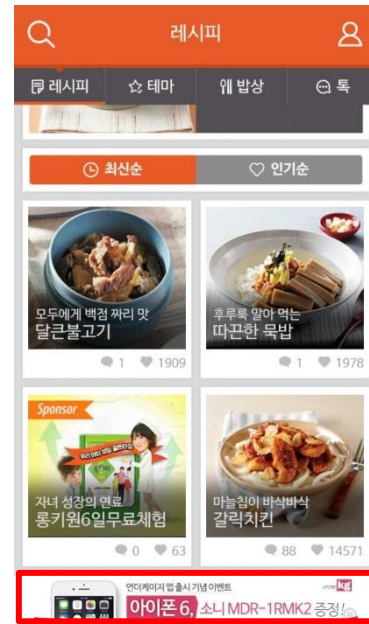 레시피
레시피
테마
밥상
톡
최신순
인기순
모두에게 백점 짜리 맛
달큰불고기
1 1909
후루룩 말아 먹는
따끈한 묵밥
1 1978
Sponsor
자녀 성장의 연료
롱키원6일무료체험
0 63
마늘칩이 바삭바삭
갈릭치킨
88 14571
언더케이지 앱 출시 기념 이벤트
under kg
아이폰 6, 소니 MDR-1RMK2 증정!